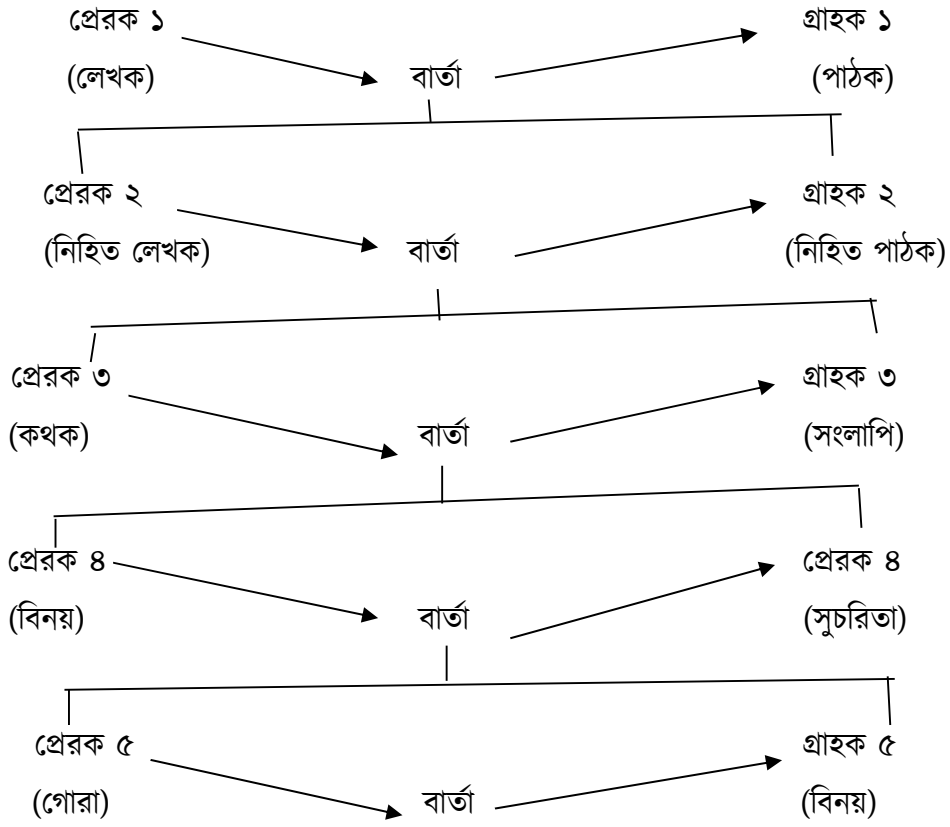 প্রেরক ১ গ্রাহক ১
(লেখক) বার্তা (পাঠক)
প্রেরক ২ গ্রাহক ২
(নিহিত লেখক) বার্তা (নিহিত পাঠক)
প্রেরক ৩ গ্রাহক ৩
(কথক) বার্তা (সংলাপি)
প্রেরক ৪ প্রেরক ৪
(বিনয়) বার্তা (সুচরিতা)
প্রেরক ৫ গ্রাহক ৫
(গোরা) বার্তা (বিনয়)